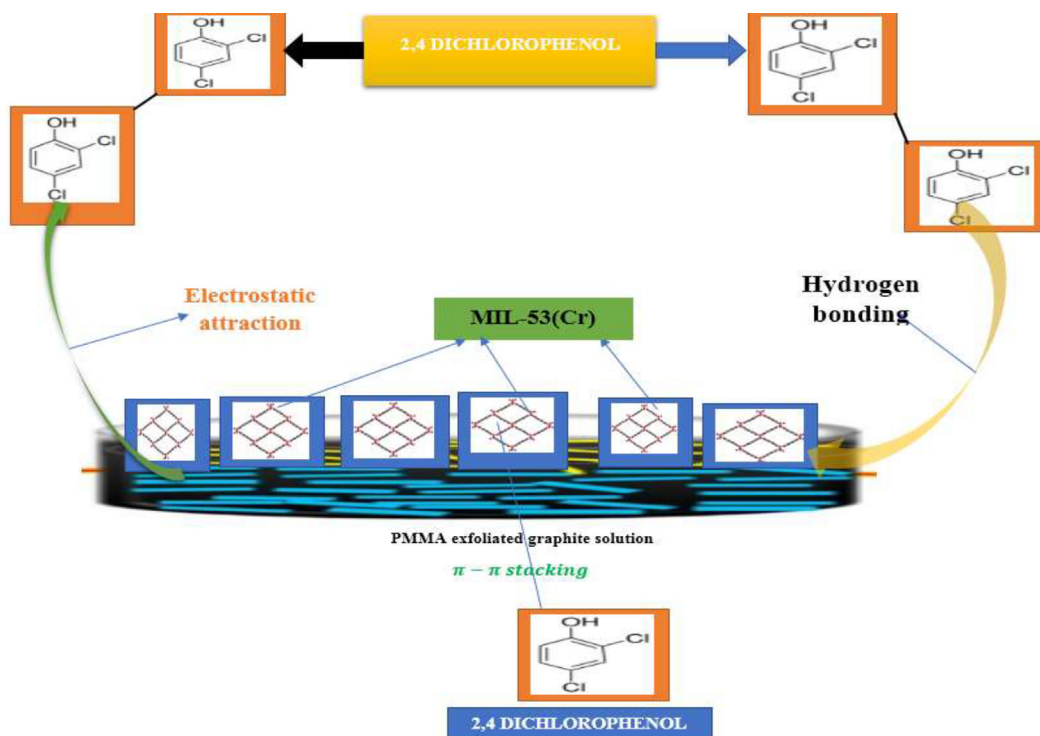 2,4 DICHLOROPHENOL
OH
Cl
Cl
OH
Cl
Cl
OH
Cl
Cl
OH
Cl
Cl
Electrostatic
attraction
MIL-53(Cr)
Hydrogen
bonding
PMMA exfoliated graphite solution
π − π stacking
OH
Cl
Cl
2,4 DICHLOROPHENOL